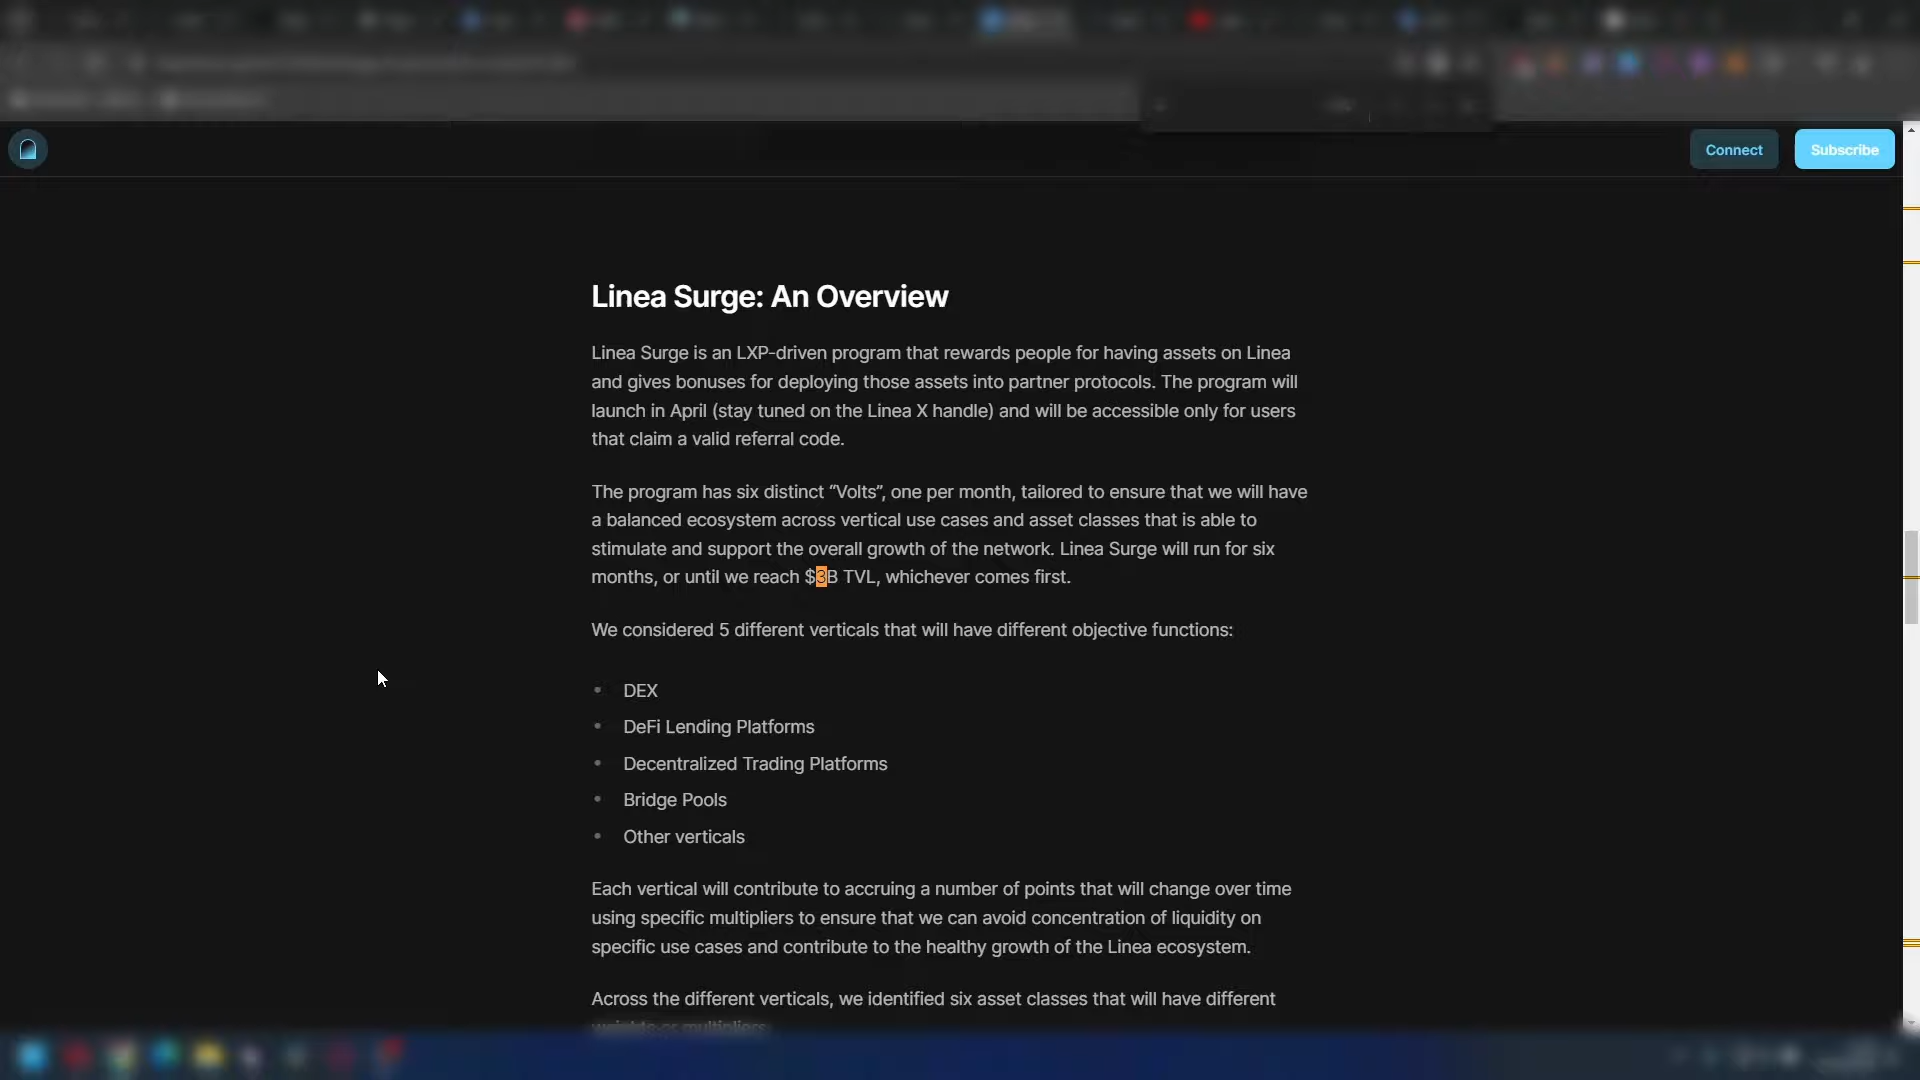 Connect
Subscribe
Linea Surge: An Overview
Linea Surge is an LXP-driven program that rewards people for having assets on Linea
and gives bonuses for deploying those assets into partner protocols. The program will
launch in April (stay tuned on the Linea X handle) and will be accessible only for users
that claim a valid referral code.
The program has six distinct “Volts”, one per month, tailored to ensure that we will have
a balanced ecosystem across vertical use cases and asset classes that is able to
stimulate and support the overall growth of the network. Linea Surge will run for six
months, or until we reach $3B TVL, whichever comes first.
We considered 5 different verticals that will have different objective functions:
• DEX
• DeFi Lending Platforms
• Decentralized Trading Platforms
• Bridge Pools
• Other verticals
Each vertical will contribute to accruing a number of points that will change over time
using specific multipliers to ensure that we can avoid concentration of liquidity on
specific use cases and contribute to the healthy growth of the Linea ecosystem.
Across the different verticals, we identified six asset classes that will have different
weights or multipliers